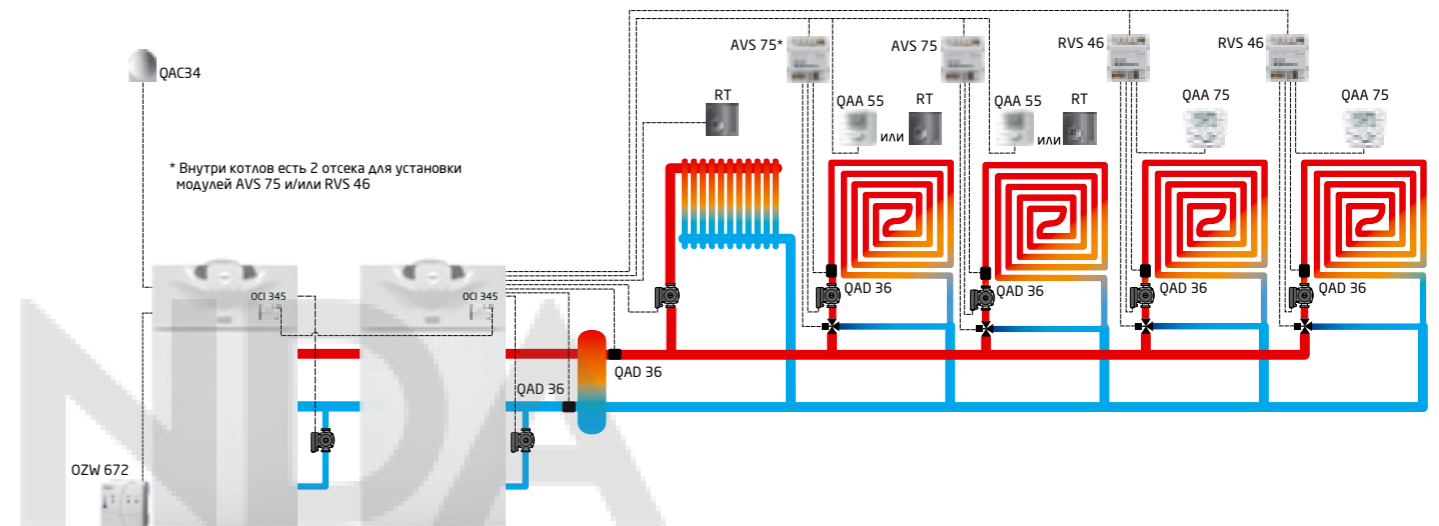 AVS 75*
AVS 75
RVS 46
RVS 46
QAC34
RT
QAA 55
или
RT
QAA 55
или
RT
QAA 75
QAA 75
* Внутри котлов есть 2 отсека для установки
модулей AVS 75 и/или RVS 46
OCI 345
OCI 345
QAD 36
QAD 36
QAD 36
QAD 36
QAD 36
QAD 36
OZW 672
NDA